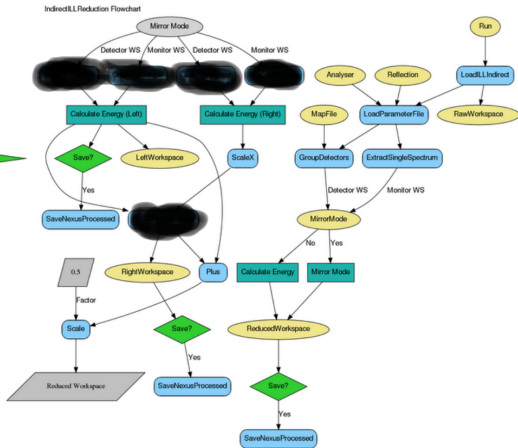 IndirectILLReduction Flowchart
Mirror Mode
Run
Detector WS
Monitor WS
Detector WS
Monitor WS
Analyser
Reflection
LoadILLIndirect
MapFile
LoadParameterFile
RawWorkspace
Calculate Energy (Left)
Calculate Energy (Right)
Save?
LeftWorkspace
ScaleX
GroupDetectors
ExtractSingleSpectrum
Yes
Detector WS
Monitor WS
SaveNexusProcessed
MirrorMode
No
Yes
0.5
RightWorkspace
Plus
Calculate Energy
Mirror Mode
Factor
Scale
Save?
ReducedWorkspace
Yes
Reduced Workspace
SaveNexusProcessed
Save?
Yes
SaveNexusProcessed